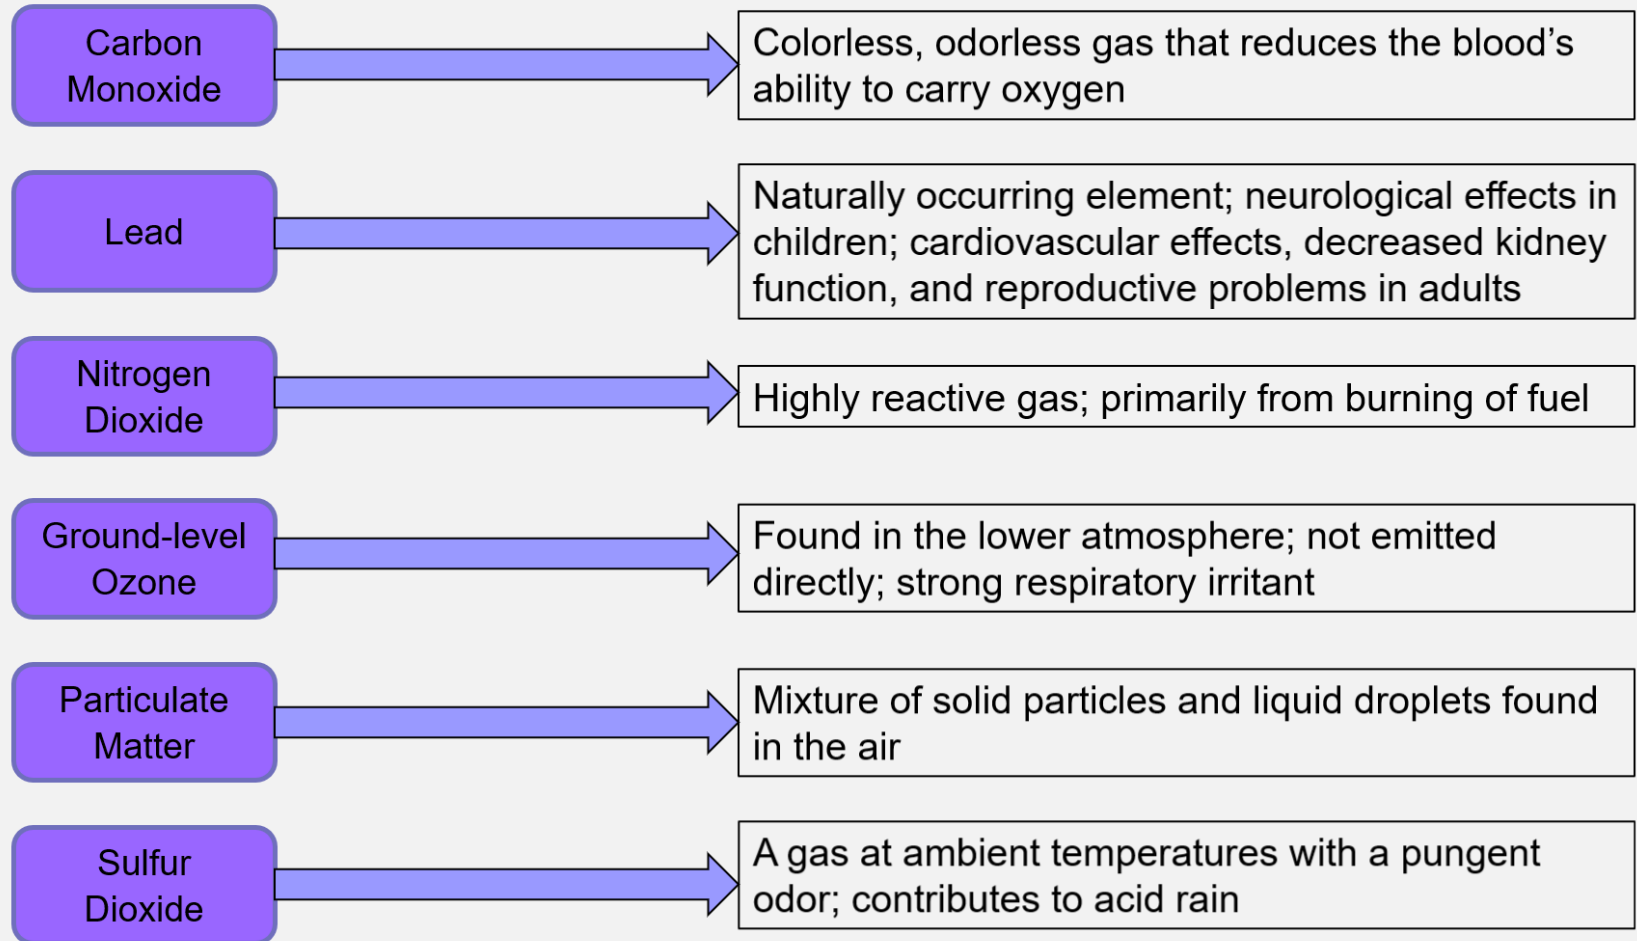 Carbon
Monoxide
Colorless, odorless gas that reduces the blood’s
ability to carry oxygen
Lead
Naturally occurring element; neurological effects in
children; cardiovascular effects, decreased kidney
function, and reproductive problems in adults
Nitrogen
Dioxide
Highly reactive gas; primarily from burning of fuel
Ground-level
Ozone
Found in the lower atmosphere; not emitted
directly; strong respiratory irritant
Particulate
Matter
Mixture of solid particles and liquid droplets found
in the air
Sulfur
Dioxide
A gas at ambient temperatures with a pungent
odor; contributes to acid rain